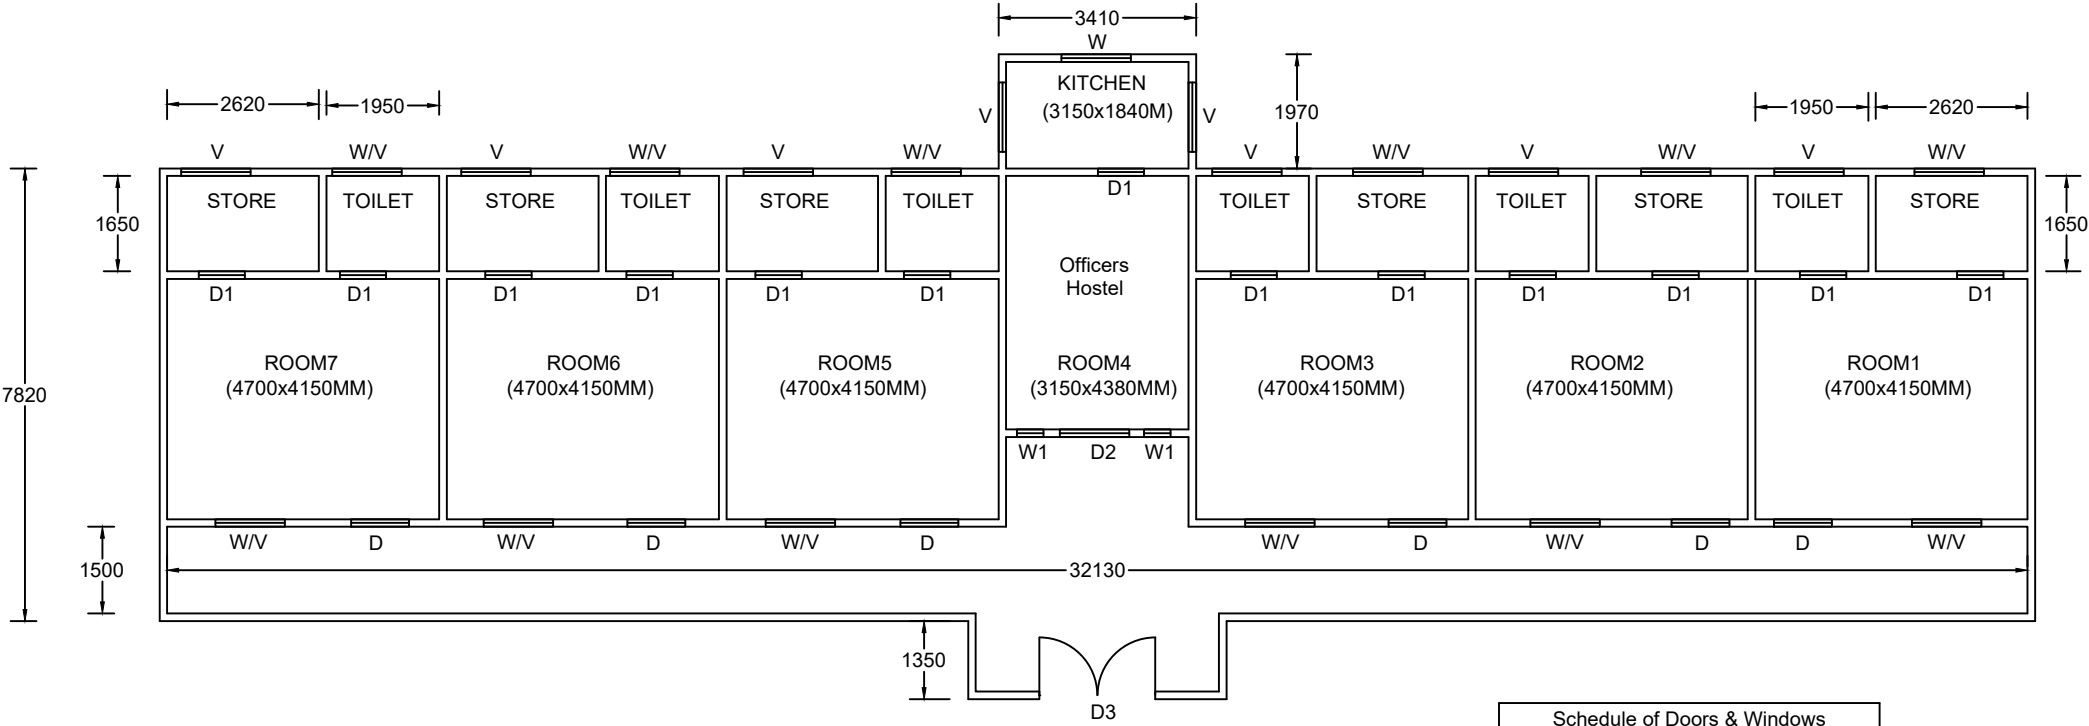 3410
W
KITCHEN
(3150x1840M)
V
V
1970
2620
1950
1950
2620
V
W/V
V
W/V
V
W/V
V
W/V
V
W/V
V
W/V
D1
STORE
TOILET
STORE
TOILET
STORE
TOILET
TOILET
STORE
TOILET
STORE
TOILET
STORE
1650
1650
Officers
Hostel
D1
D1
D1
D1
D1
D1
D1
D1
D1
D1
D1
D1
ROOM7
(4700x4150MM)
ROOM6
(4700x4150MM)
ROOM5
(4700x4150MM)
ROOM4
(3150x4380MM)
ROOM3
(4700x4150MM)
ROOM2
(4700x4150MM)
ROOM1
(4700x4150MM)
7820
W1
D2
W1
W/V
D
W/V
D
W/V
D
W/V
D
W/V
D
D
W/V
1500
32130
1350
D3
Schedule of Doors & Windows